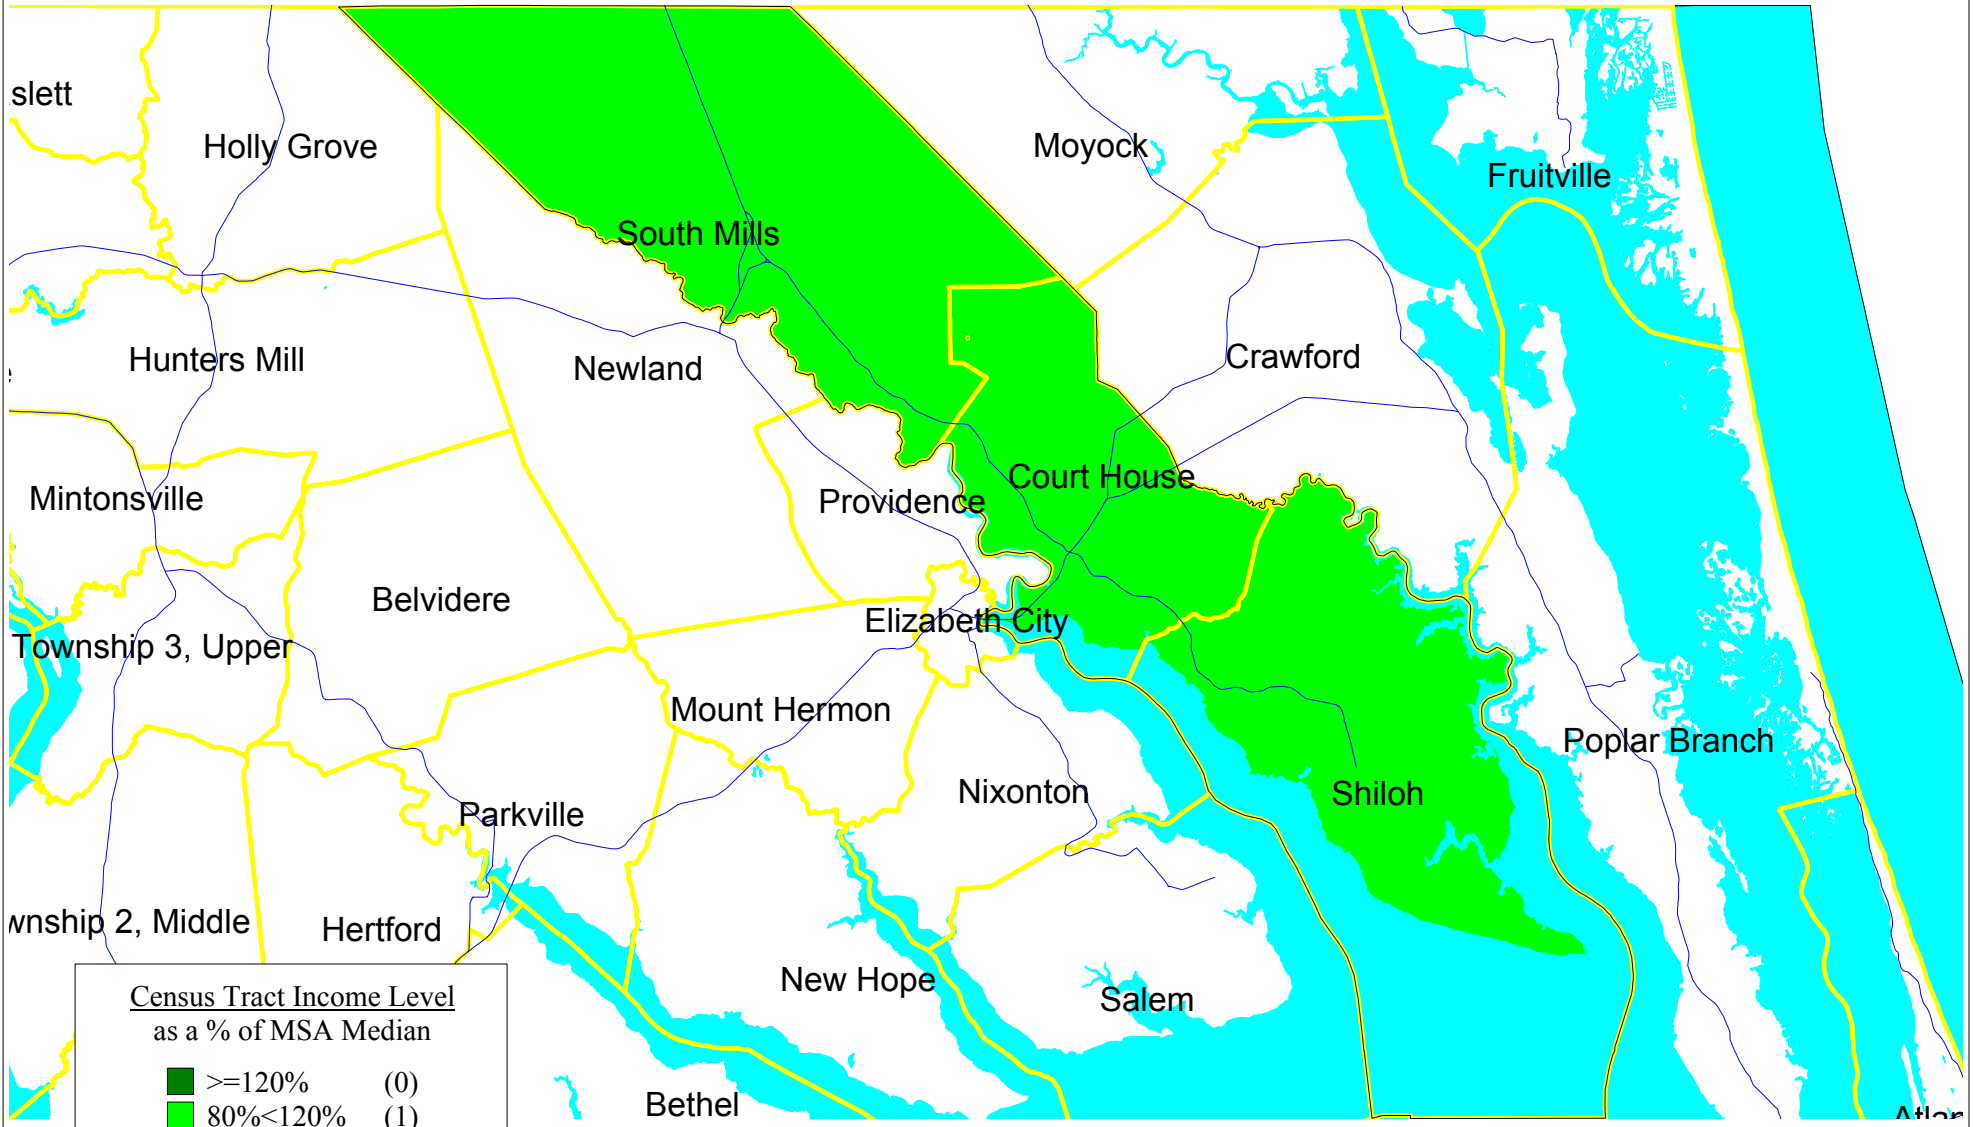 slett
Holly Grove
Moyock
Fruitville
South Mills
Hunters Mill
Newland
Crawford
Mintonsville
Providence
Court House
Belvidere
Elizabeth City
Township 3, Upper
Mount Hermon
Poplar Branch
Nixonton
Shiloh
Parkville
wnship 2, Middle
Hertford
New Hope
Salem
Census Tract Income Level
as a % of MSA Median
>=120% (0)
80%<120% (1)
Bethel
Atlan